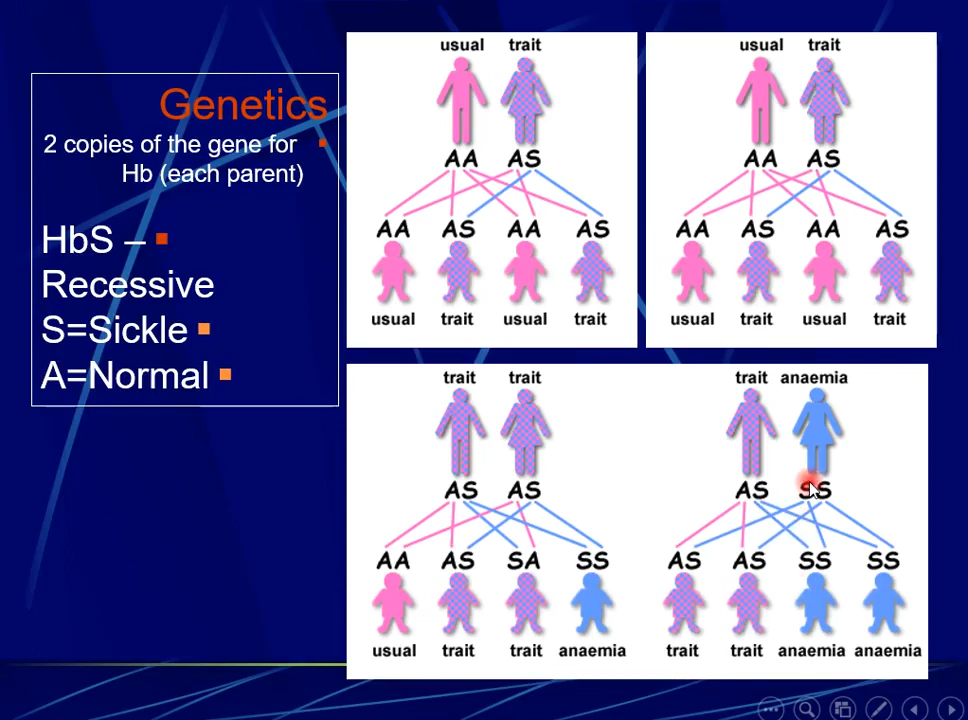 Genetics
2 copies of the gene for
Hb (each parent)
HbS –
Recessive
S=Sickle
A=Normal
usual trait
AA AS
AA AS AA AS
usual trait usual trait
usual trait
AA AS
AA AS AA AS
usual trait usual trait
trait trait
AS AS
AA AS SA SS
usual trait trait anaemia
trait anaemia
AS SS
AS AS SS SS
trait trait anaemia anaemia